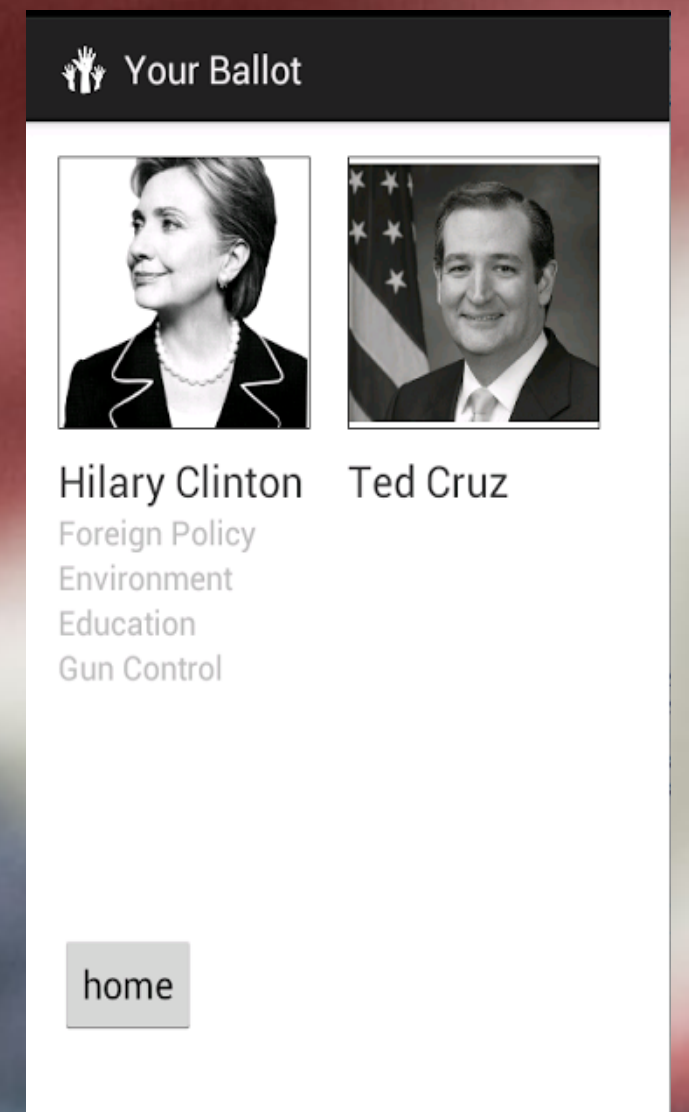 Your Ballot
Hilary Clinton
Foreign Policy
Environment
Education
Gun Control
Ted Cruz
home